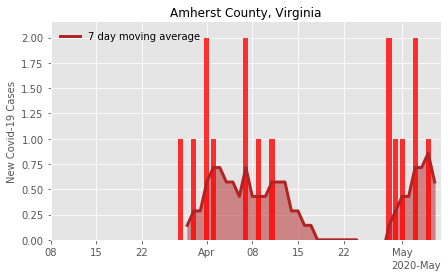 Amherst County, Virginia
7 day moving average
New Covid-19 Cases
2.00
1.75
1.50
1.25
1.00
0.75
0.50
0.25
0.00
08 15 22 Apr 08 15 22 May
2020-May